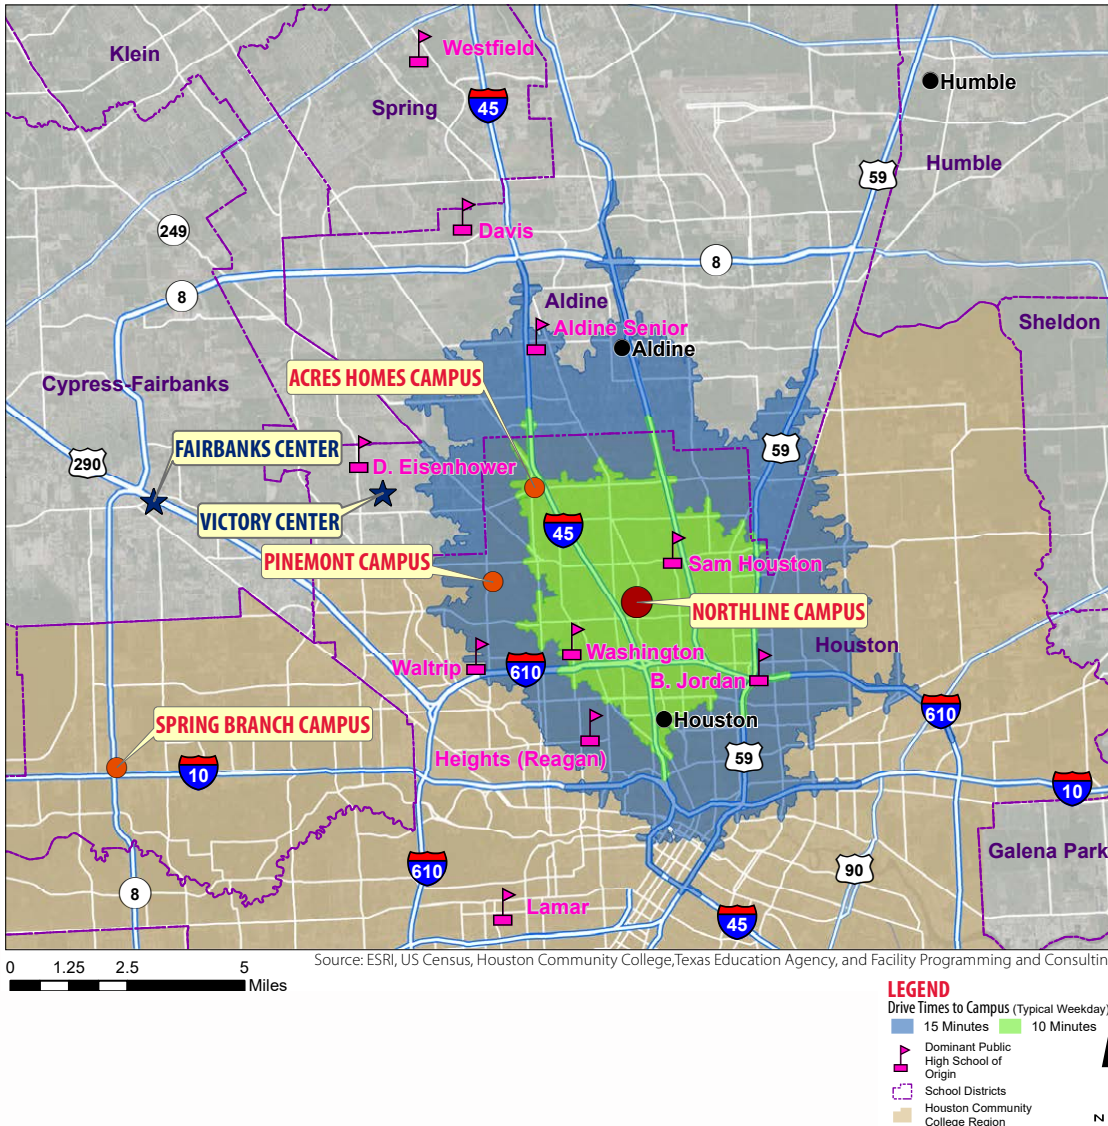 Klein
Westfield
Spring
45
Humble
59
Humble
249
Davis
8
8
Aldine
Aldine Senior
Aldine
Sheldon
Cypress-Fairbanks
ACRES HOMES CAMPUS
FAIRBANKS CENTER
290
D. Eisenhower
59
VICTORY CENTER
45
PINEMONT CAMPUS
Sam Houston
NORTHLINE CAMPUS
Washington
Houston
Waltrip
610
B. Jordan
610
SPRING BRANCH CAMPUS
Houston
Heights (Reagan)
59
10
10
Galena Park
610
90
8
Lamar
45
Source: ESRI, US Census, Houston Community College,Texas Education Agency, and Facility Programming and Consultin
0 1.25 2.5 5
Miles
LEGEND
Drive Times to Campus (Typical Weekday)
15 Minutes 10 Minutes
Dominant Public
High School of
Origin
School Districts
Houston Community
College Region
N